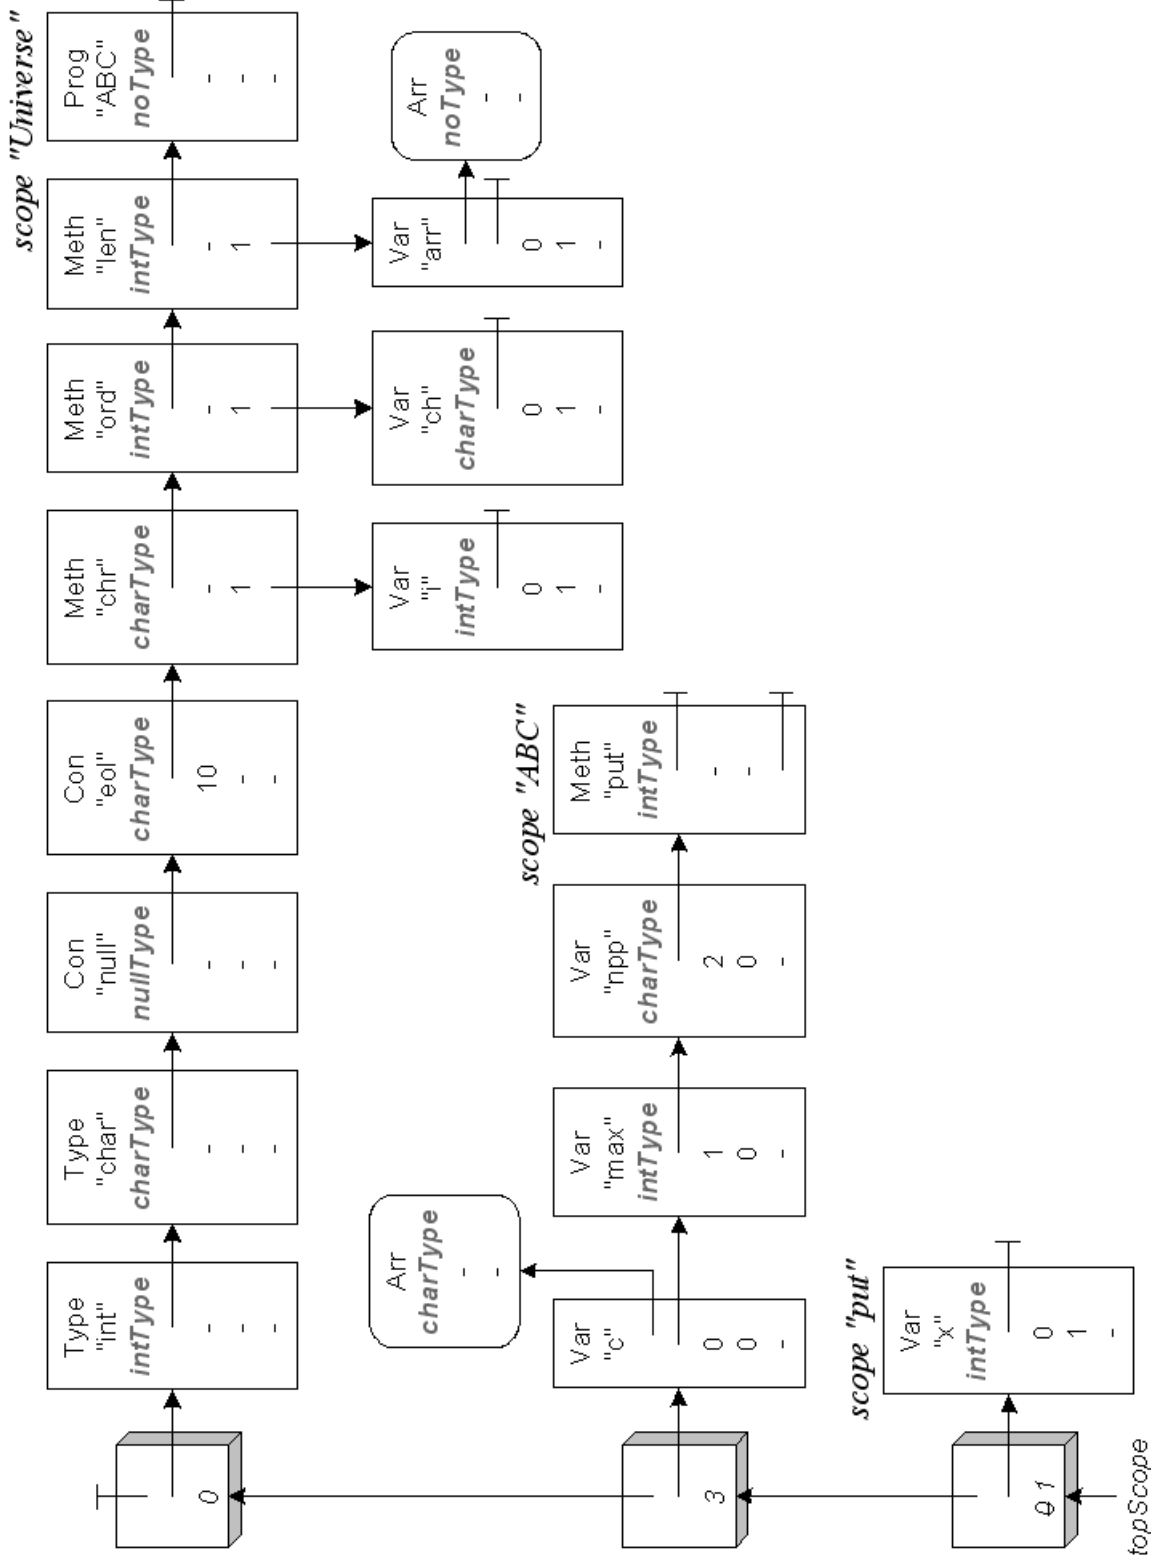 scope "Universe"
Type
"int"
intType
-
-
-
Type
"char"
charType
-
-
-
Con
"null"
nullType
-
-
-
Con
"eol"
charType
10
-
-
Meth
"chr"
charType
-
1
Meth
"ord"
intType
-
1
Meth
"len"
intType
-
1
Prog
"ABC"
noType
-
-
-
0
Var
"i"
intType
0
1
-
Var
"ch"
charType
0
1
-
Var
"arr"
0
1
-
Arr
noType
-
-
Arr
charType
-
-
scope "ABC"
3
Var
"c"
0
0
-
Var
"max"
intType
1
0
-
Var
"npp"
charType
2
0
-
Meth
"put"
intType
-
-
scope "put"
0 1
Var
"x"
intType
0
1
-
topScope